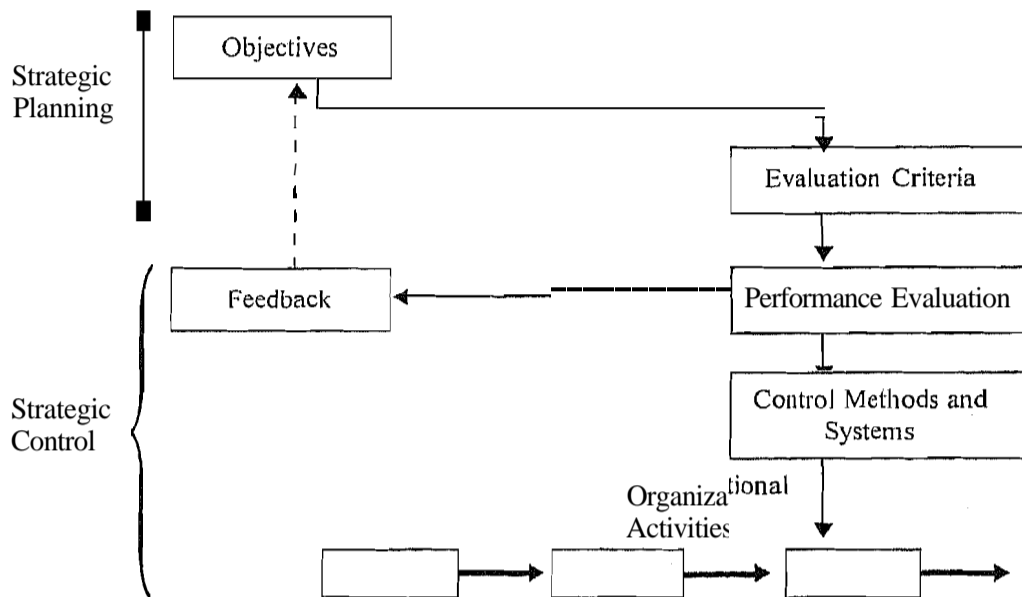 Objectives
Strategic
Planning
Evaluation Criteria
Feedback
Performance Evaluation
Control Methods and
Systems
Strategic
Control
Organizational
Activities